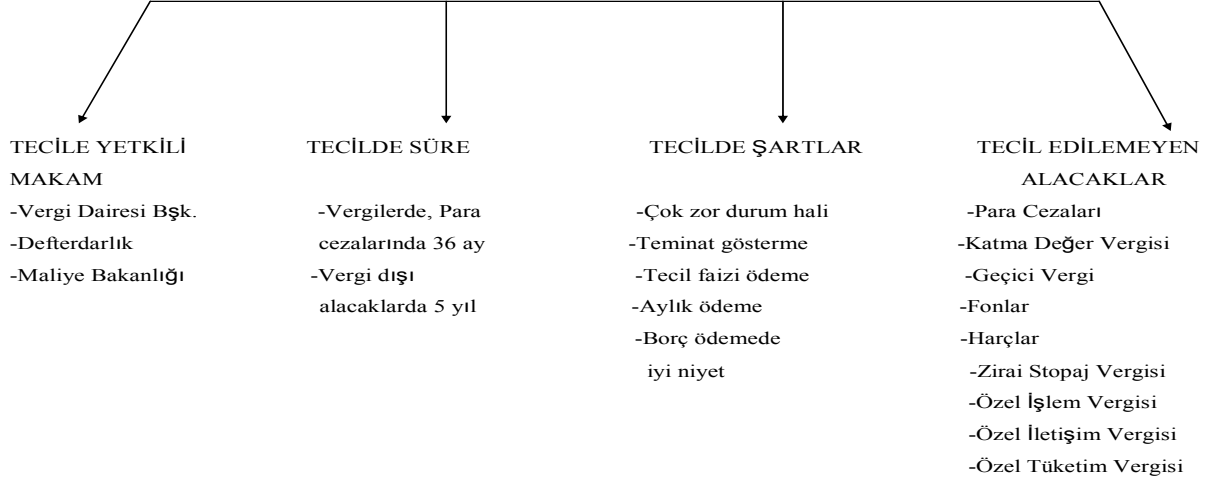 TECİLE YETKİLİ
MAKAM
-Vergi Dairesi Bşk.
-Defterdarlık
-Maliye Bakanlığı
TECİLDE SÜRE
-Vergilerde, Para
cezalarında 36 ay
-Vergi dışı
alacaklarda 5 yıl
TECİLDE ŞARTLAR
-Çok zor durum hali
-Teminat gösterme
-Tecil faizi ödeme
-Aylık ödeme
-Borç ödemede
iyi niyet
TECIL EDİLEMEYEN
ALACAKLAR
-Para Cezaları
-Katma Değer Vergisi
-Geçici Vergi
-Fonlar
-Harçlar
-Zirai Stopaj Vergisi
-Özel İşlem Vergisi
-Özel İletişim Vergisi
-Özel Tüketim Vergisi